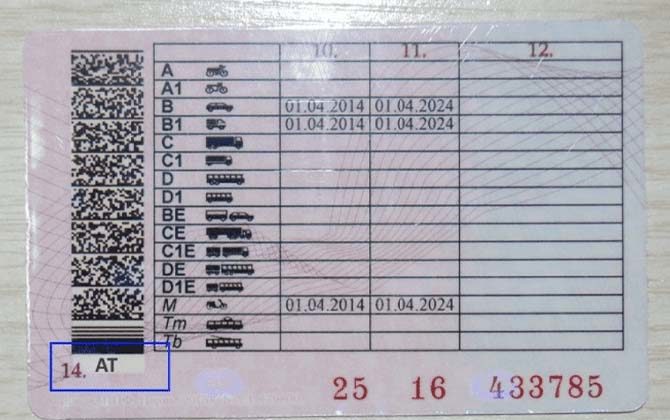 10. 11. 12.
A
A1
B 01.04.2014 01.04.2024
B1 01.04.2014 01.04.2024
C
C1
D
D1
BE
CE
C1E
DE
D1E
M 01.04.2014 01.04.2024
Tm
Tb
14. AT
25 16 433785